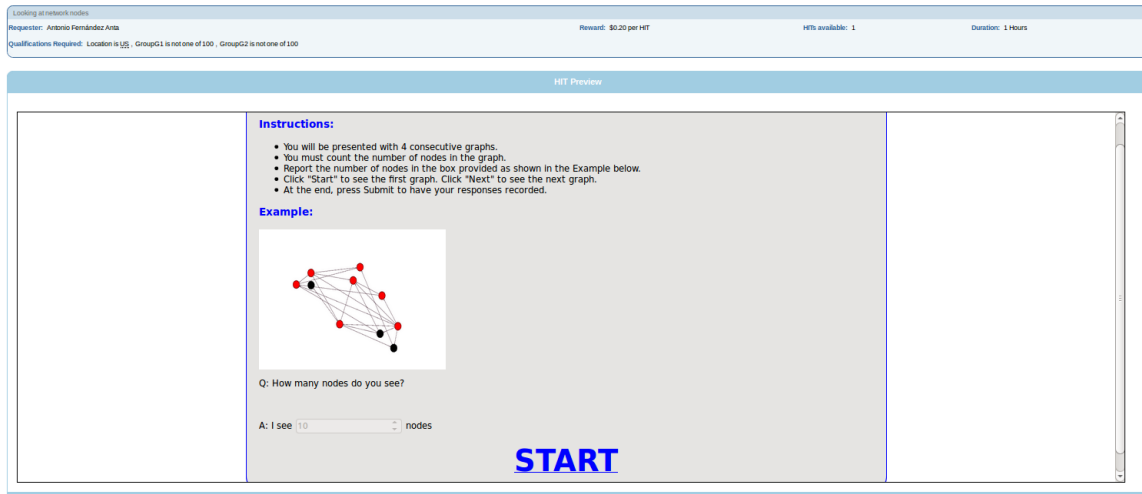 Looking at network nodes
Requester: Antonio Fernández Anta Reward: $0.20 per HIT HITs available: 1 Duration: 1 Hours
Qualifications Required: Location is US , GroupG1 is not one of 100 , GroupG2 is not one of 100
HIT Preview
Instructions:
You will be presented with 4 consecutive graphs.
You must count the number of nodes in the graph.
Report the number of nodes in the box provided as shown in the Example below.
Click "Start" to see the first graph. Click "Next" to see the next graph.
At the end, press Submit to have your responses recorded.
Example:
Q: How many nodes do you see?
A: I see 10 nodes
START